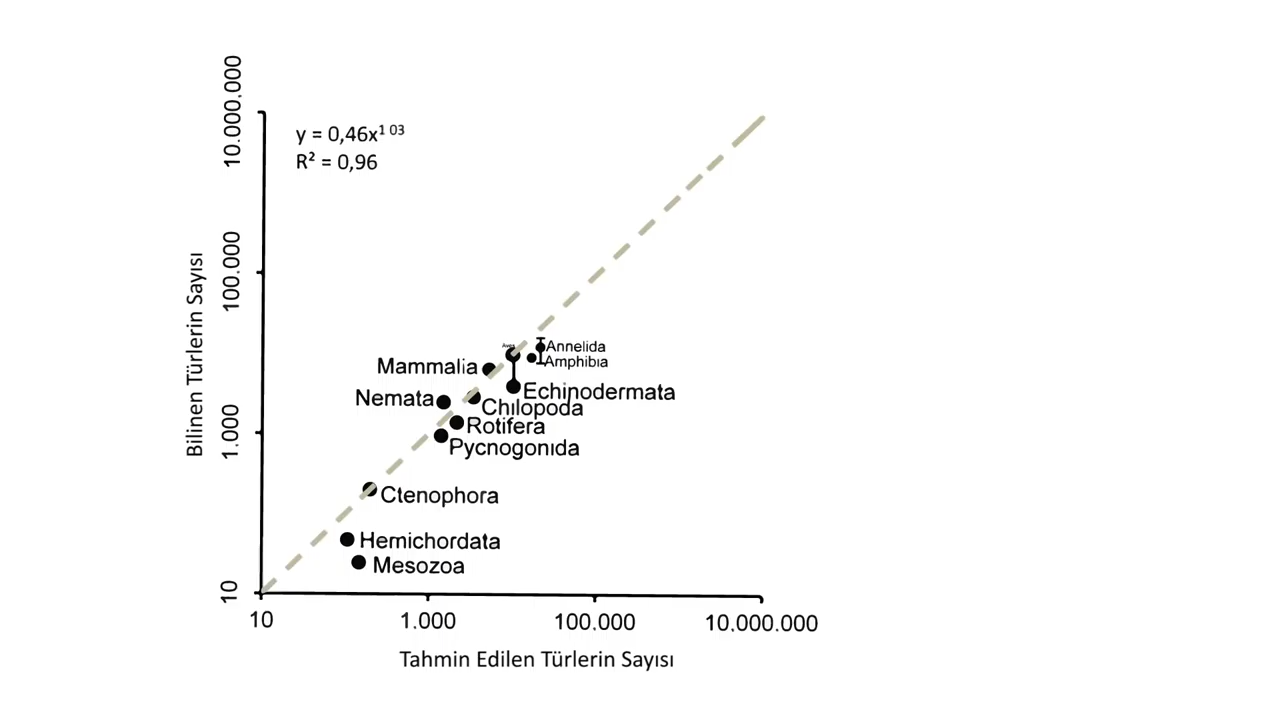 10.000.000
y = 0,46x¹ ⁰³
R² = 0,96
100.000
Bilinen Türlerin Sayısı
Aves
Annelida
Amphibia
Mammalia
Echinodermata
Nemata
Chilopoda
Rotifera
1.000
Pycnogonida
Ctenophora
Hemichordata
Mesozoa
10
10
1.000
100.000
10,000.000
Tahmin Edilen Türlerin Sayısı